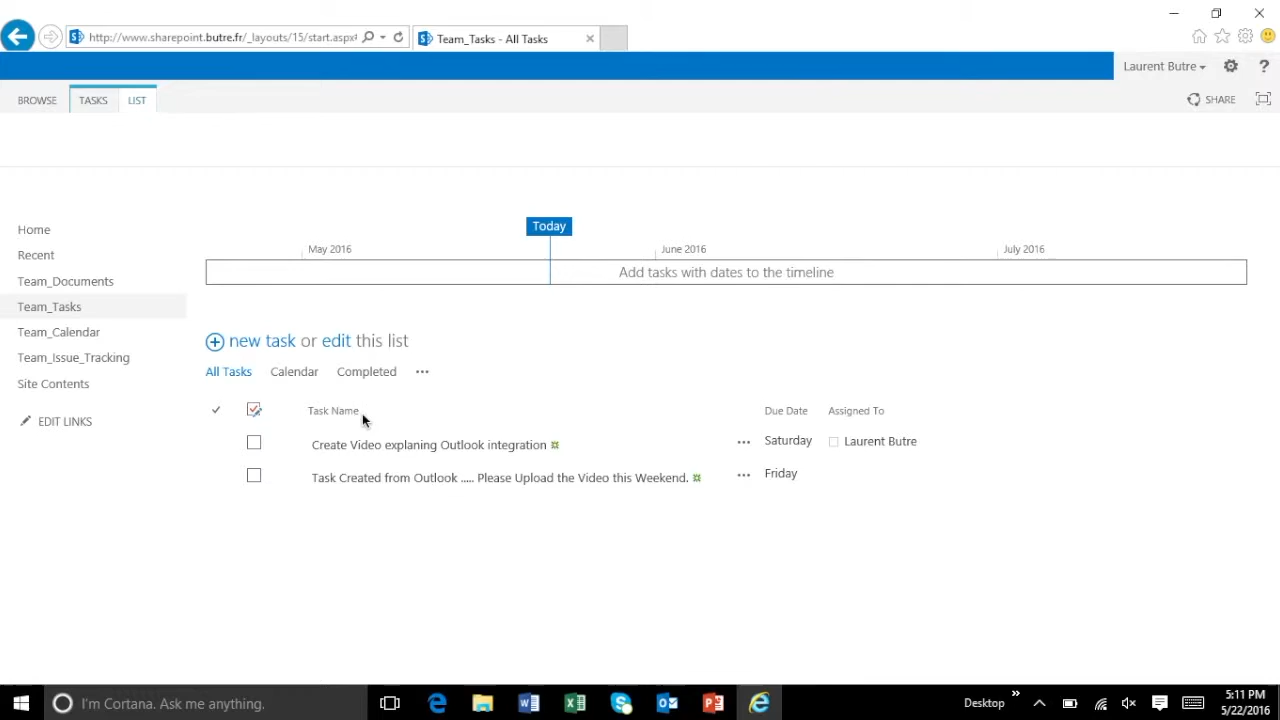 http://www.sharepoint.butre.fr/_layouts/15/start.aspx#
Team_Tasks - All Tasks
Laurent Butre
?
BROWSE
TASKS
LIST
SHARE
Home
Recent
Team_Documents
Team_Tasks
Team_Calendar
Team_Issue_Tracking
Site Contents
EDIT LINKS
Today
May 2016
June 2016
July 2016
Add tasks with dates to the timeline
new task or edit this list
All Tasks
Calendar
Completed
...
Task Name
Due Date
Assigned To
Create Video explaning Outlook integration
...
Saturday
Laurent Butre
Task Created from Outlook ..... Please Upload the Video this Weekend.
...
Friday
I'm Cortana. Ask me anything.
Desktop
5:11 PM
5/22/2016